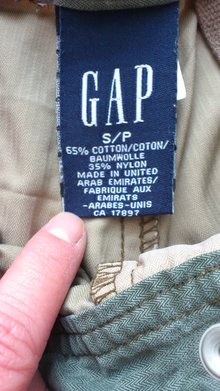 GAP
S/P
65% COTTON/COTON/
BAUMWOLLE
35% NYLON
MADE IN UNITED
ARAB EMIRATES/
FABRIQUE AUX
EMIRATS
-ARABES-UNIS
CA 17897